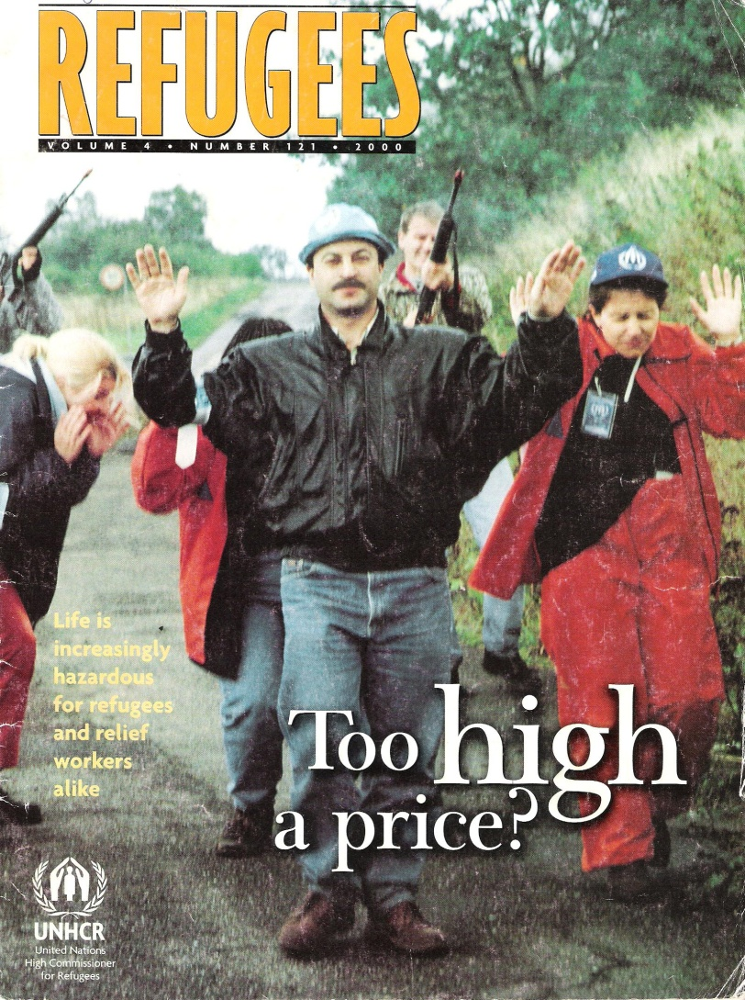 REFUGEES
VOLUME 4 • NUMBER 121 • 2000
Life is
increasingly
hazardous
for refugees
and relief
workers
alike
Too high
a price?
UNHCR
United Nations
High Commissioner
for Refugees